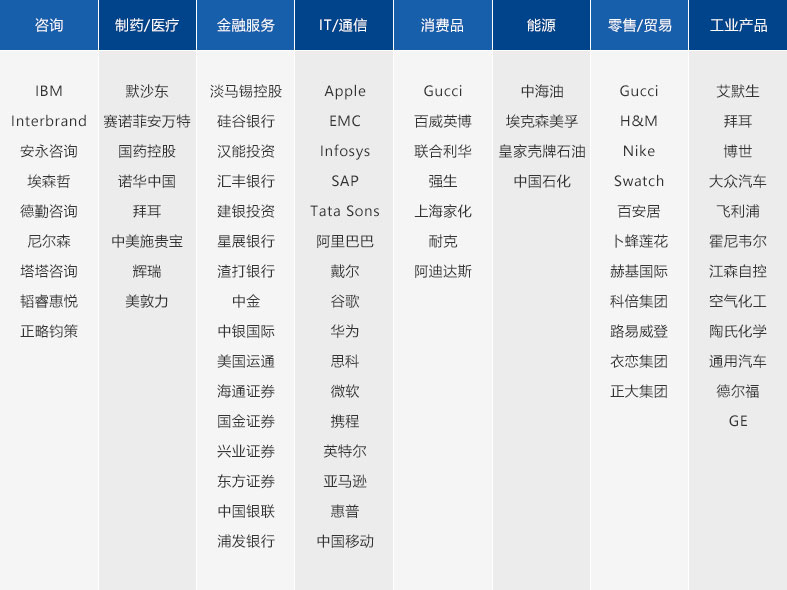 咨询 制药/医疗 金融服务 IT/通信 消费品 能源 零售/贸易 工业产品
IBM 默沙东 淡马锡控股 Apple Gucci 中海油 Gucci 艾默生
Interbrand 赛诺菲安万特 硅谷银行 EMC 百威英博 埃克森美孚 H&M 拜耳
安永咨询 国药控股 汉能投资 Infosys 联合利华 皇家壳牌石油 Nike 博世
埃森哲 诺华中国 汇丰银行 SAP 强生 中国石化 Swatch 大众汽车
德勤咨询 拜耳 建银投资 Tata Sons 上海家化 百安居 飞利浦
尼尔森 中美施贵宝 星展银行 阿里巴巴 耐克 卜蜂莲花 霍尼韦尔
塔塔咨询 辉瑞 渣打银行 戴尔 阿迪达斯 赫基国际 江森自控
韬睿惠悦 美敦力 中金 谷歌 科倍集团 空气化工
正略钧策 中银国际 华为 路易威登 陶氏化学
美国运通 思科 衣恋集团 通用汽车
海通证券 微软 正大集团 德尔福
国金证券 携程 GE
兴业证券 英特尔
东方证券 亚马逊
中国银联 惠普
浦发银行 中国移动